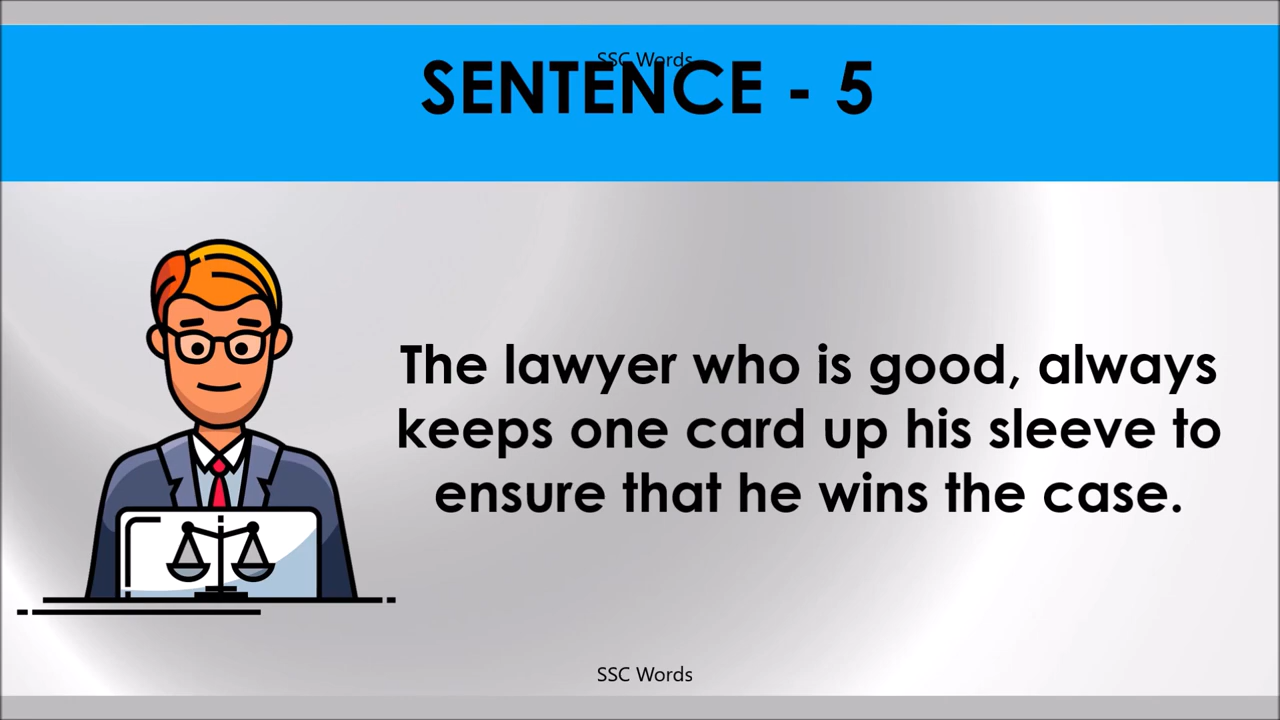 SSC Words
SENTENCE - 5
The lawyer who is good, always
keeps one card up his sleeve to
ensure that he wins the case.
SSC Words